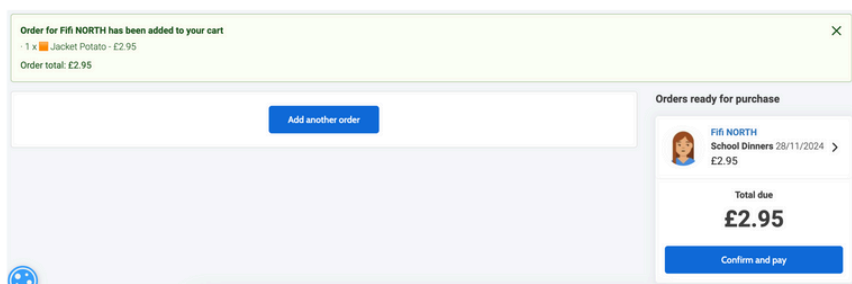 Order for Fifi NORTH has been added to your cart
· 1 x Jacket Potato - £2.95
Order total: £2.95
Add another order
Orders ready for purchase
Fifi NORTH
School Dinners 28/11/2024
£2.95
Total due
£2.95
Confirm and pay